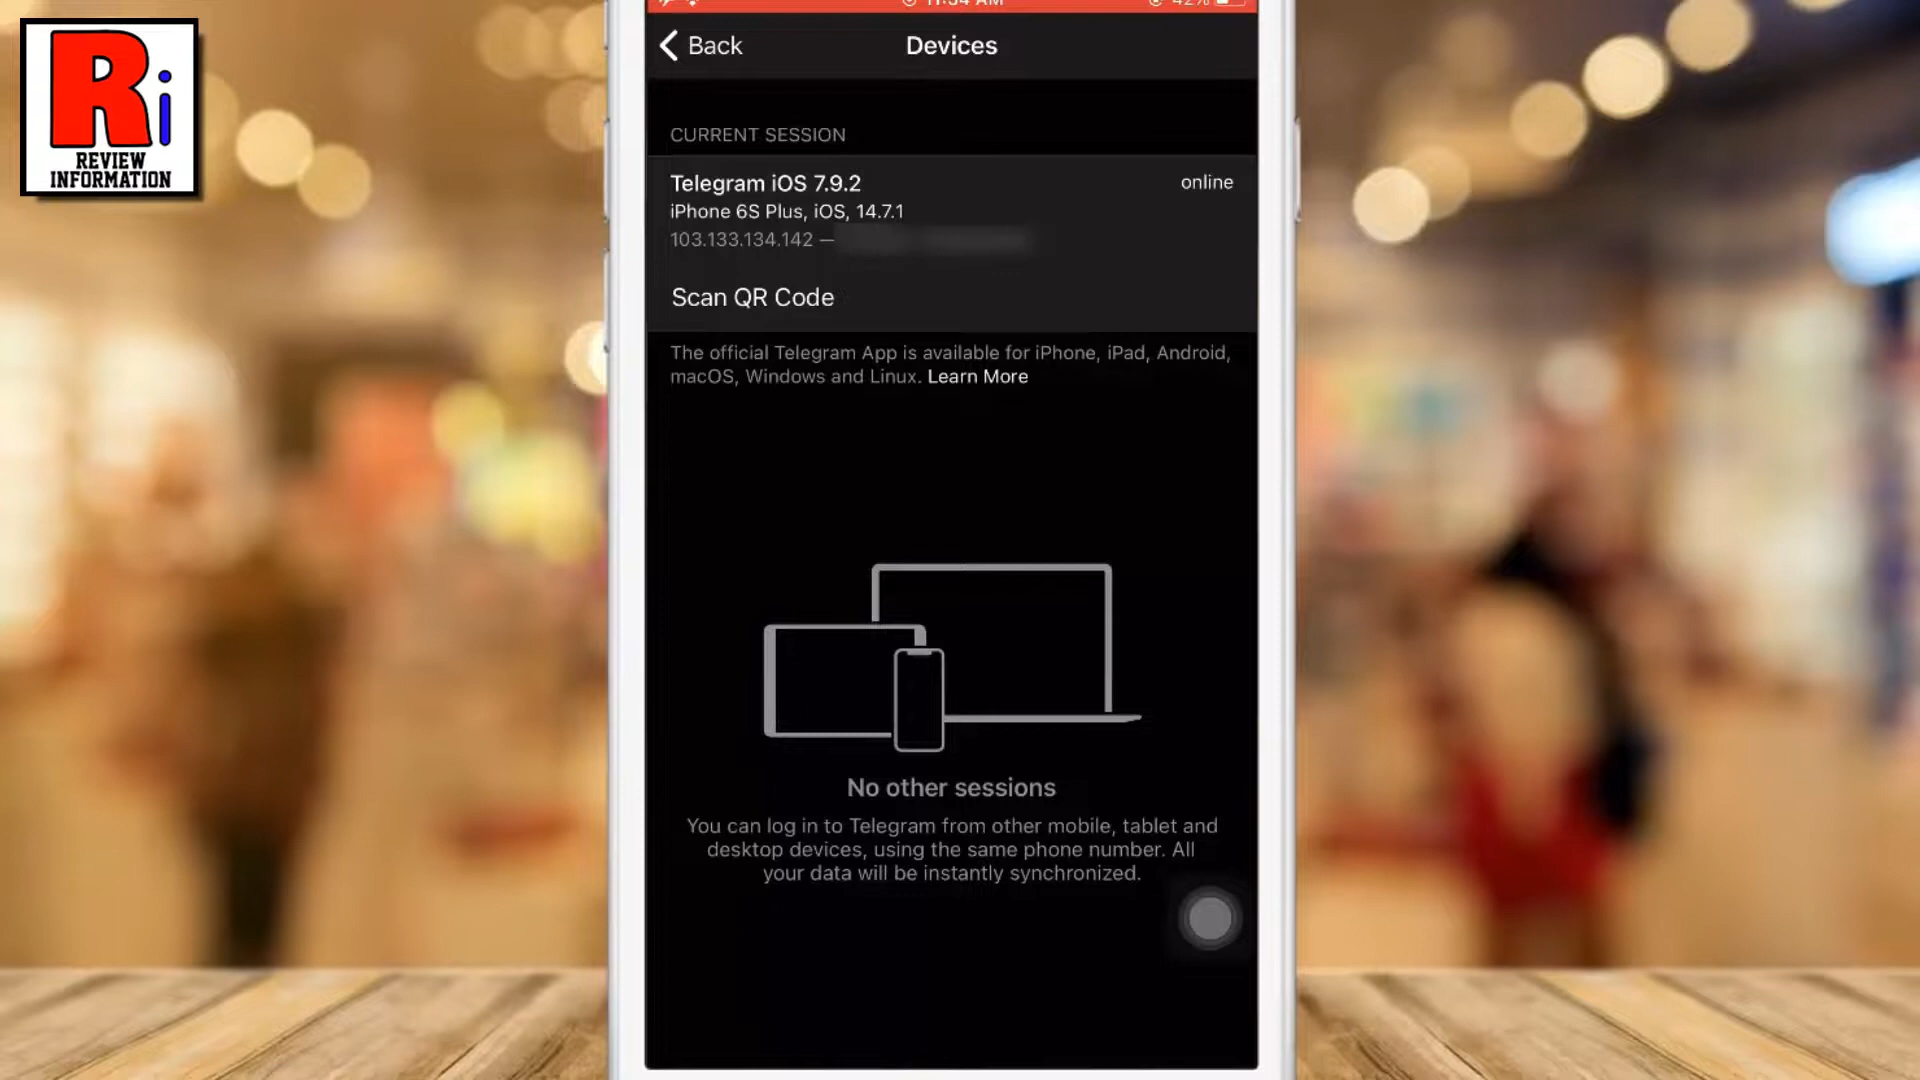 Ri
REVIEW
INFORMATION
Back
Devices
CURRENT SESSION
Telegram iOS 7.9.2
online
iPhone 6S Plus, iOS, 14.7.1
103.133.134.142 —
Scan QR Code
The official Telegram App is available for iPhone, iPad, Android,
macOS, Windows and Linux. Learn More
No other sessions
You can log in to Telegram from other mobile, tablet and
desktop devices, using the same phone number. All
your data will be instantly synchronized.